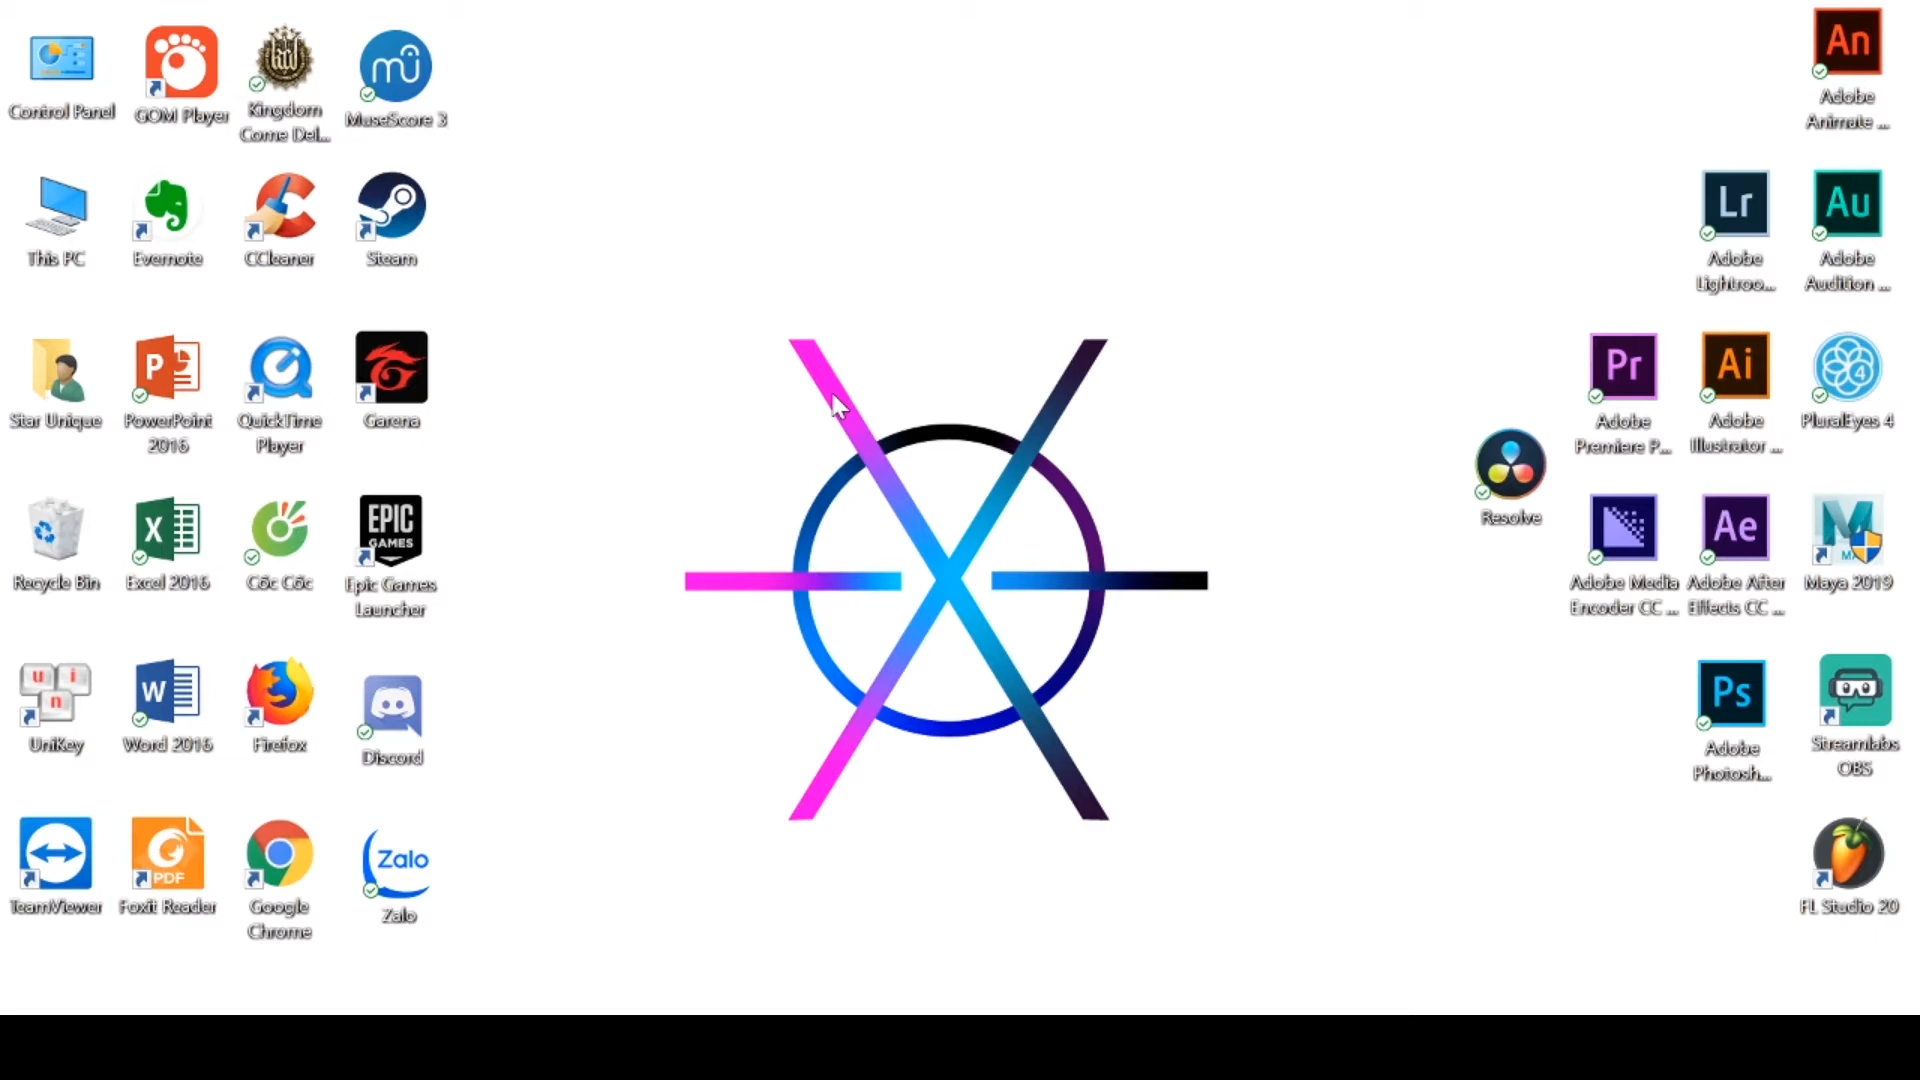 Control Panel
GOM Player
Kingdom
Come Del...
mu
MuseScore 3
This PC
Evernote
CCleaner
Steam
Star Unique
P
PowerPoint
2016
QuickTime
Player
Garena
Recycle Bin
X
Excel 2016
Cốc Cốc
EPIC
GAMES
Epic Games
Launcher
u i
n
UniKey
W
Word 2016
Firefox
Discord
TeamViewer
PDF
Foxit Reader
Google
Chrome
Zalo
Zalo
An
Adobe
Animate ...
Lr
Adobe
Lightroo...
Au
Adobe
Audition ...
Pr
Adobe
Premiere P...
Ai
Adobe
Illustrator ...
4
PluralEyes 4
Resolve
Adobe Media
Encoder CC ...
Ae
Adobe After
Effects CC ...
M
Maya 2019
Ps
Adobe
Photosh...
Streamlabs
OBS
FL Studio 20